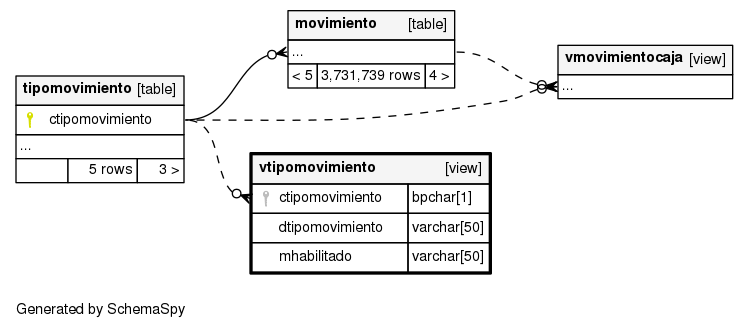 movimiento [table]
...
< 5 3,731,739 rows 4 >
vmovimientocaja [view]
...
tipomovimiento [table]
ctipomovimiento
...
5 rows 3 >
vtipomovimiento [view]
ctipomovimiento bpchar[1]
dtipomovimiento varchar[50]
mhabilitado varchar[50]
Generated by SchemaSpy